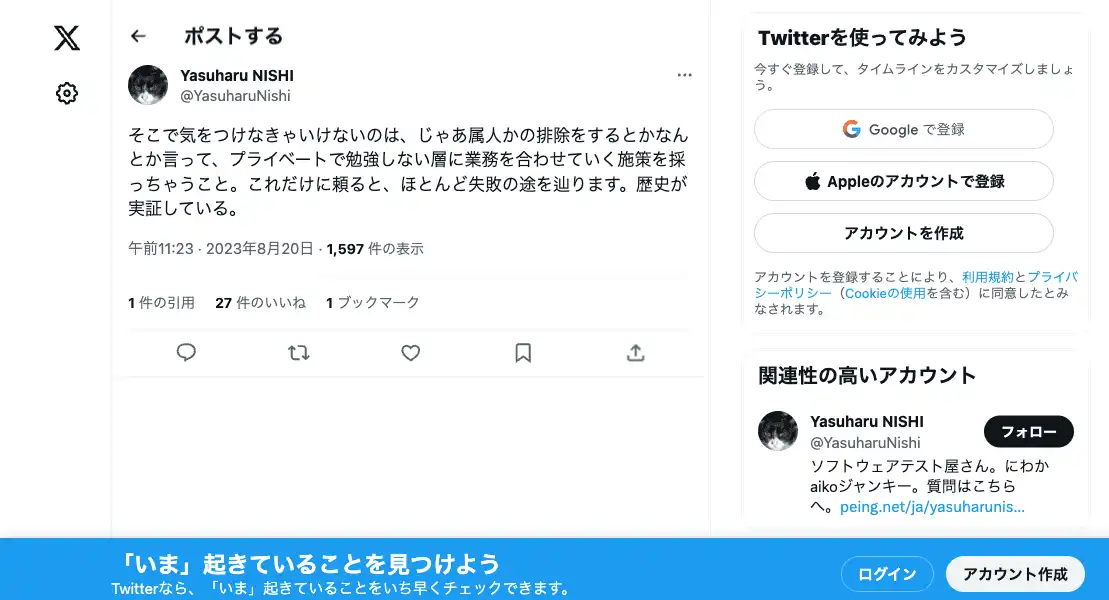 ポストする
Yasuharu NISHI
@YasuharuNishi
そこで気をつけなきゃいけないのは、じゃあ属人かの排除をするとかなん
とか言って、プライベートで勉強しない層に業務を合わせていく施策を採
っちゃうこと。これだけに頼ると、ほとんど失敗の途を辿ります。歴史が
実証している。
午前11:23 · 2023年8月20日 · 1,597 件の表示
1 件の引用 27 件のいいね 1 ブックマーク
Twitterを使ってみよう
今すぐ登録して、タイムラインをカスタマイズしましょ
う。
Google で登録
Appleのアカウントで登録
アカウントを作成
アカウントを登録することにより、利用規約とプライバ
シーポリシー（Cookieの使用を含む）に同意したとみ
なされます。
関連性の高いアカウント
Yasuharu NISHI
@YasuharuNishi
フォロー
ソフトウェアテスト屋さん。にわか
aikoジャンキー。質問はこちら
へ。peing.net/ja/yasuharunis...
「いま」起きていることを見つけよう
Twitterなら、「いま」起きていることをいち早くチェックできます。
ログイン
アカウント作成